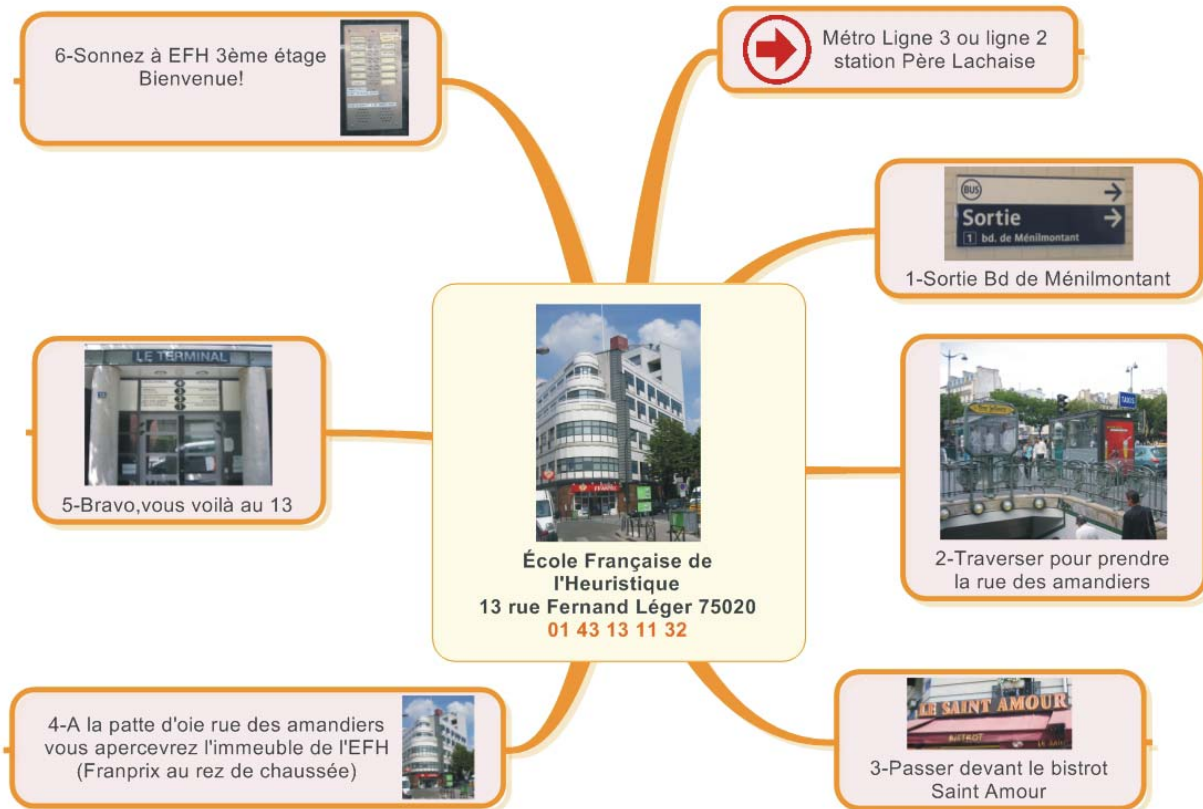 École Française de
l'Heuristique
13 rue Fernand Léger 75020
01 43 13 11 32
Métro Ligne 3 ou ligne 2
station Père Lachaise
BUS
Sortie
1 bd. de Ménilmontant
1-Sortie Bd de Ménilmontant
TAXIS
2-Traverser pour prendre
la rue des amandiers
LE SAINT AMOUR
BISTROT
3-Passer devant le bistrot
Saint Amour
4-A la patte d'oie rue des amandiers
vous apercevrez l'immeuble de l'EFH
(Franprix au rez de chaussée)
LE TERMINAL
5-Bravo,vous voilà au 13
6-Sonnez à EFH 3ème étage
Bienvenue!